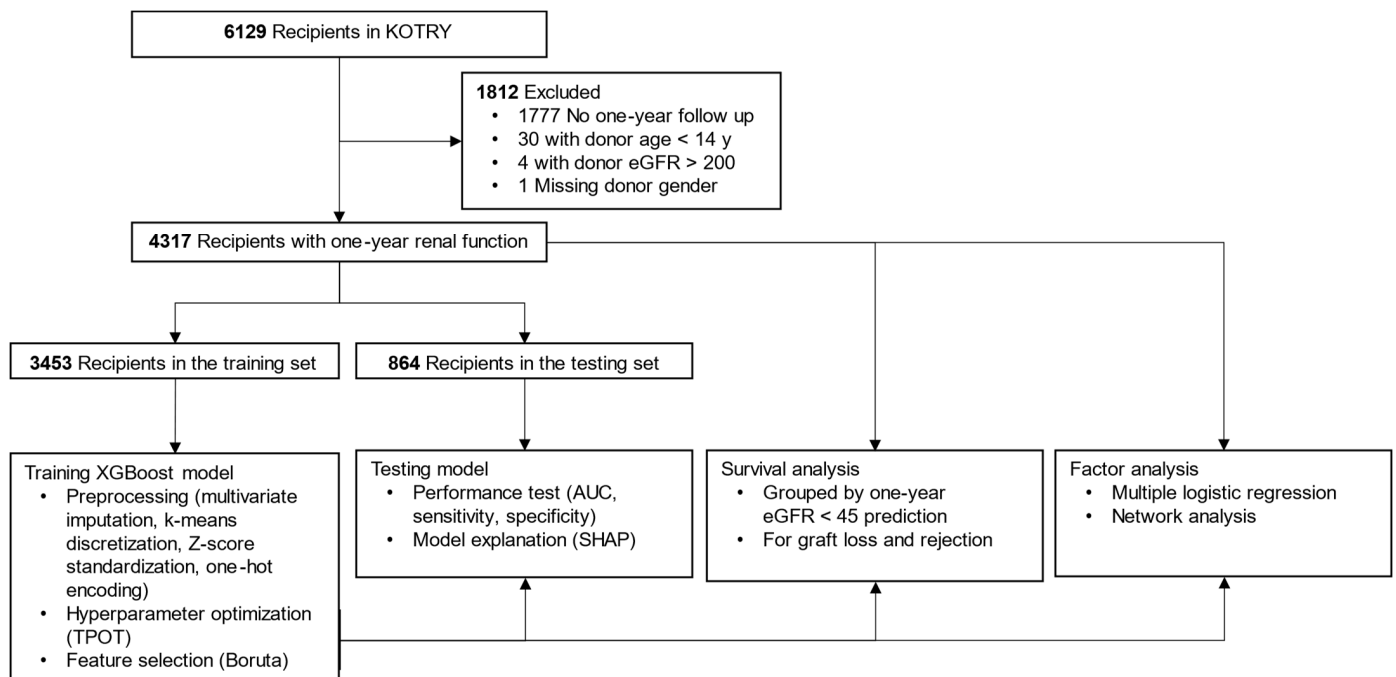 6129 Recipients in KOTRY
1812 Excluded
• 1777 No one-year follow up
• 30 with donor age < 14 y
• 4 with donor eGFR > 200
• 1 Missing donor gender
4317 Recipients with one-year renal function
3453 Recipients in the training set
864 Recipients in the testing set
Training XGBoost model
• Preprocessing (multivariate
imputation, k-means
discretization, Z-score
standardization, one-hot
encoding)
• Hyperparameter optimization
(TPOT)
• Feature selection (Boruta)
Testing model
• Performance test (AUC,
sensitivity, specificity)
• Model explanation (SHAP)
Survival analysis
• Grouped by one-year
eGFR < 45 prediction
• For graft loss and rejection
Factor analysis
• Multiple logistic regression
• Network analysis